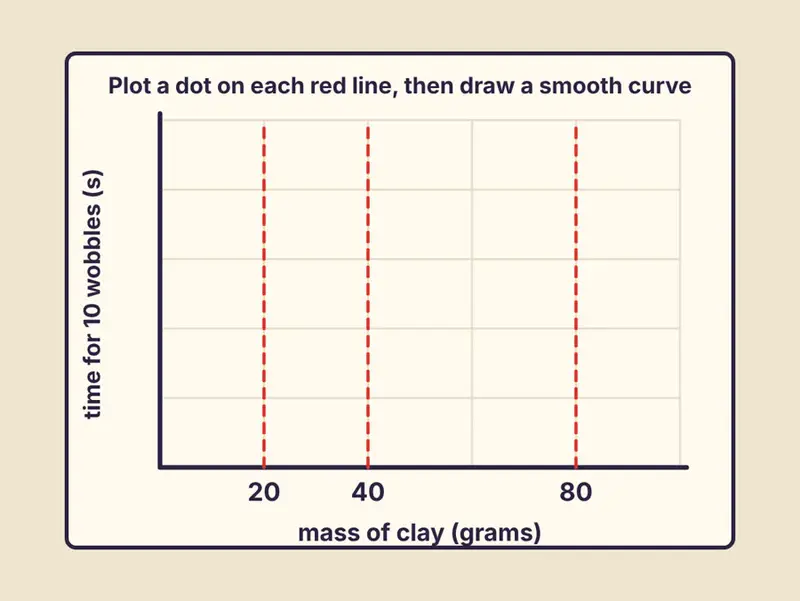 Plot a dot on each red line, then draw a smooth curve
time for 10 wobbles (s)
20 40 80
mass of clay (grams)